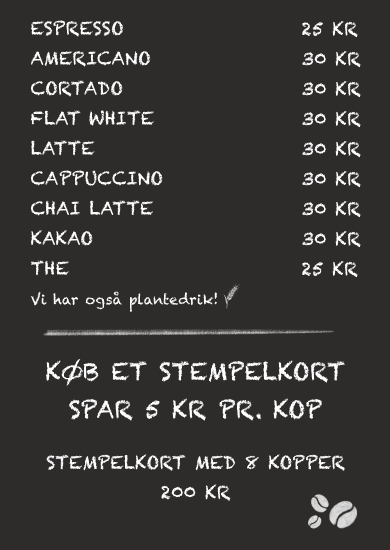 ESPRESSO 25 KR
AMERICANO 30 KR
CORTADO 30 KR
FLAT WHITE 30 KR
LATTE 30 KR
CAPPUCCINO 30 KR
CHAI LATTE 30 KR
KAKAO 30 KR
THE 25 KR
Vi har også plantedrik!
KØB ET STEMPELKORT
SPAR 5 KR PR. KOP
STEMPELKORT MED 8 KOPPER
200 KR